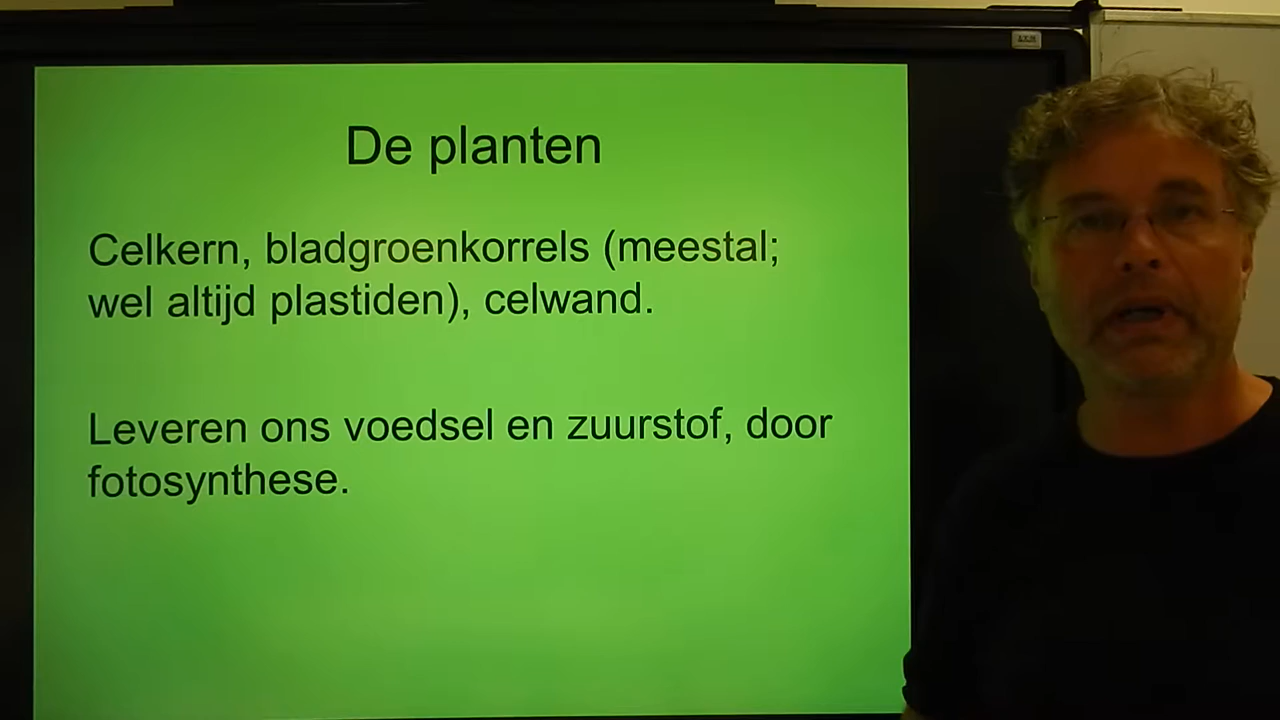 De planten
Celkern, bladgroenkorrels (meestal;
wel altijd plastiden), celwand.
Leveren ons voedsel en zuurstof, door
fotosynthese.